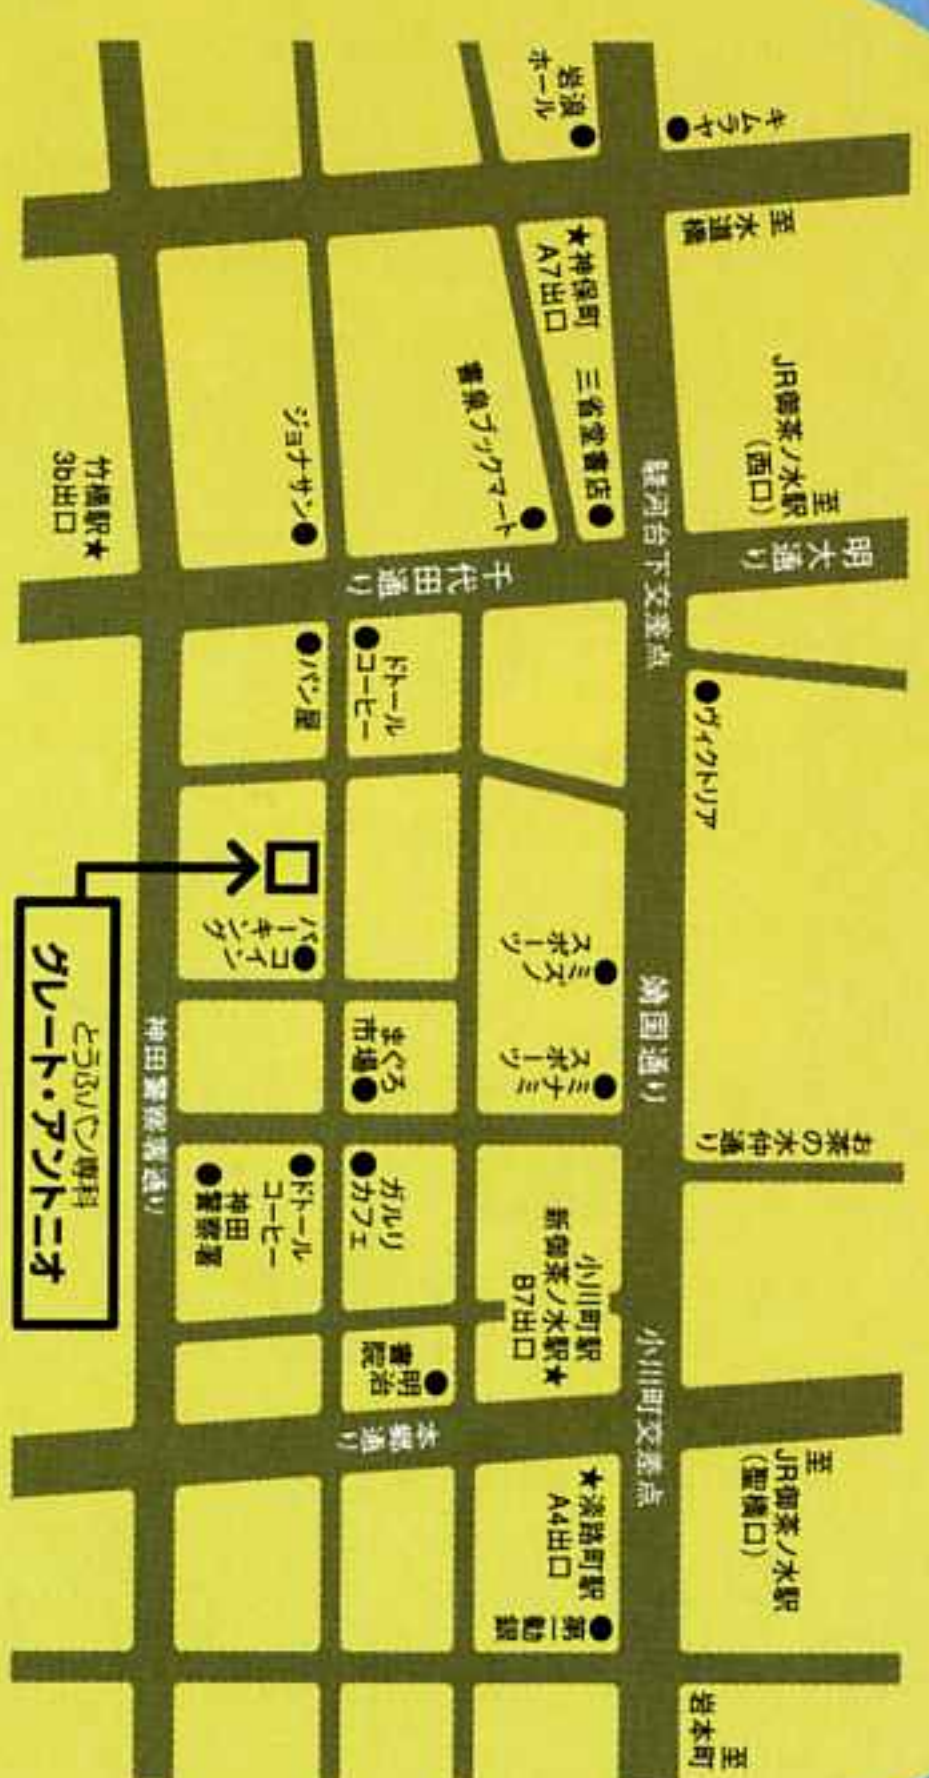 キムラヤ
岩波
ホール
至
水道橋
★神保町
A7出口
三省堂書店
書泉ブックマート
至
JR御茶ノ水駅
(西口)
明大通り
駿河台下交差点
千代田通り
ジョナサン
竹橋駅★
3b出口
ヴィクトリア
ドトール
コーヒー
パン屋
ミズノ
スポーツ
ミナミ
スポーツ
靖国通り
コイン
パーキング
まぐろ
市場
お茶の水仲通り
神田警察通り
とうふパン専科
グレート・アントニオ
ガルリ
カフェ
ドトール
コーヒー
神田
警察署
小川町駅
新御茶ノ水駅★
B7出口
小川町交差点
明治
書院
本郷通り
至
JR御茶ノ水駅
(聖橋口)
★淡路町駅
A4出口
第一勧銀
至
岩本町